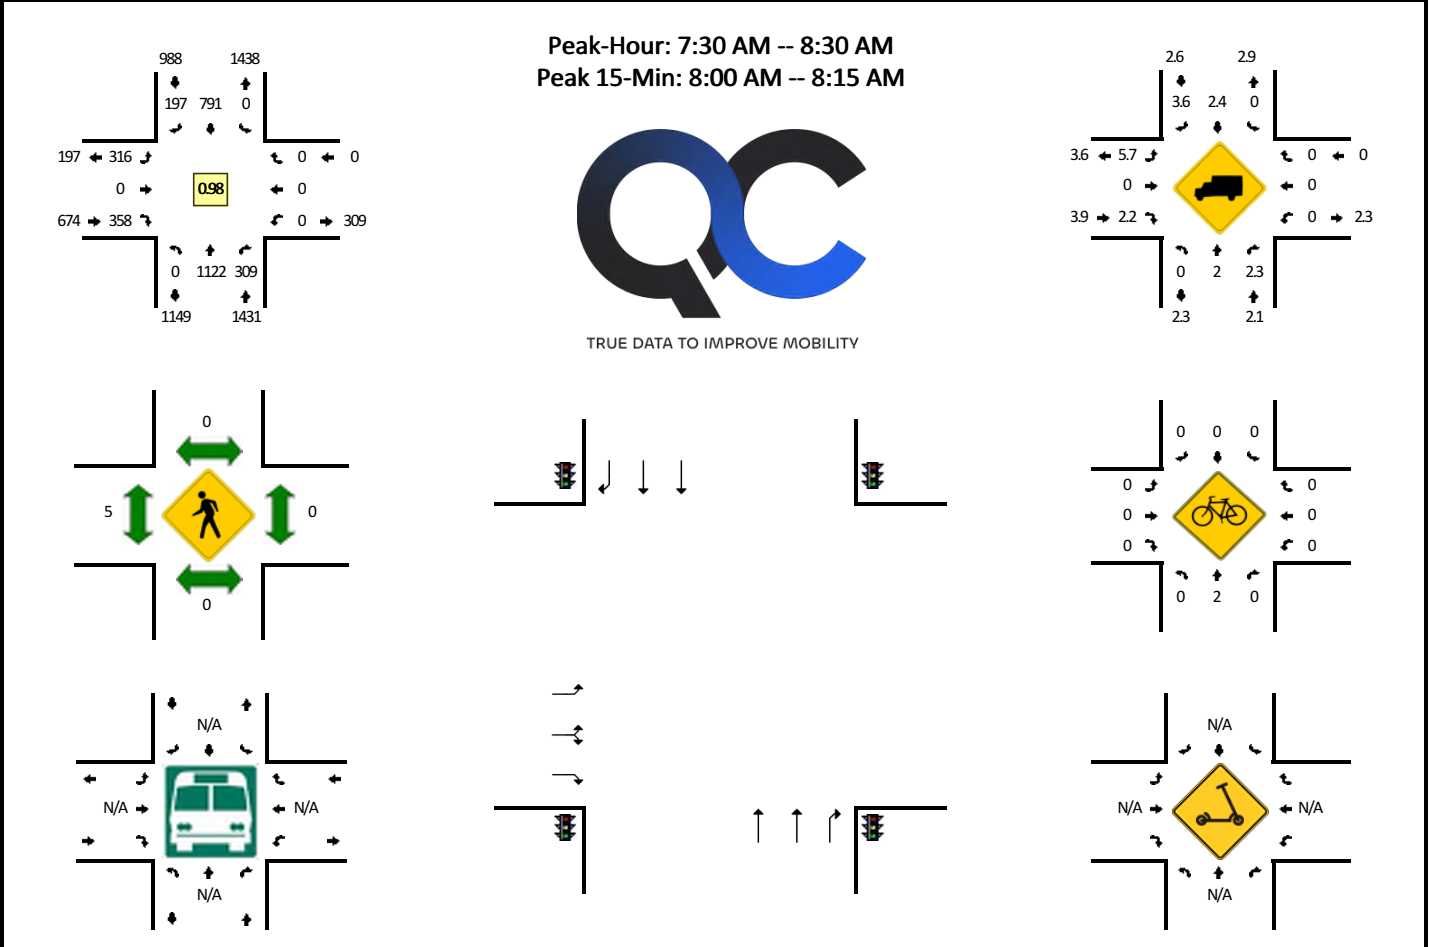 Peak-Hour: 7:30 AM -- 8:30 AM
Peak 15-Min: 8:00 AM -- 8:15 AM
988 1438
197 791 0
197 316 0 0
0 0.98 0
674 358 0 309
0 1122 309
1149 1431
TRUE DATA TO IMPROVE MOBILITY
2.6 2.9
3.6 2.4 0
3.6 5.7 0 0
0 0
3.9 2.2 0 2.3
0 2 2.3
2.3 2.1
0
5 0
0
0 0 0
0 0
0 0
0 0
0 2 0
N/A
N/A N/A
N/A
N/A
N/A N/A
N/A